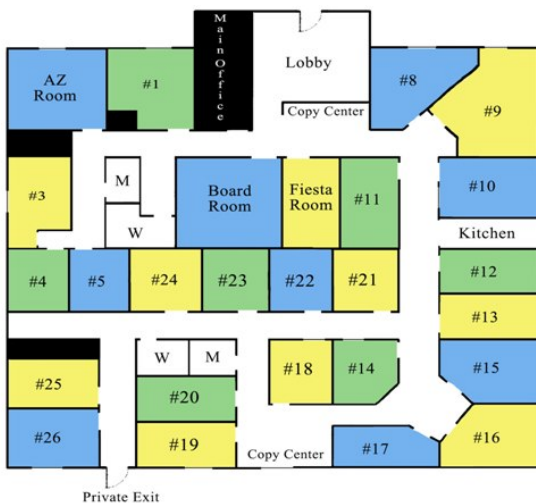 Main Office
Lobby
AZ
Room
#1
#8
#9
Copy Center
M
Board
Room
Fiesta
Room
#11
#10
#3
W
Kitchen
#4
#5
#24
#23
#22
#21
#12
#13
W
M
#18
#14
#15
#25
#20
#26
#19
Copy Center
#17
#16
Private Exit